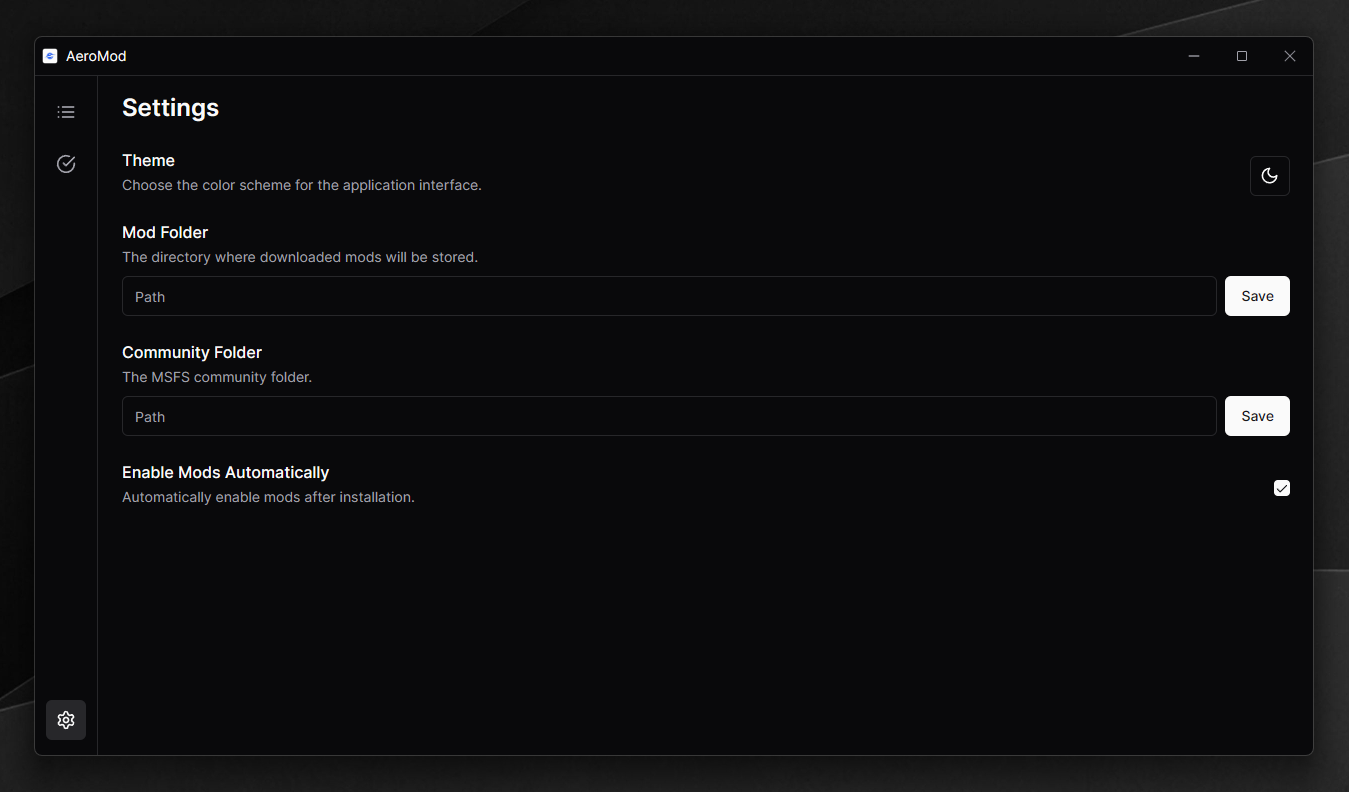 AeroMod
Settings
Theme
Choose the color scheme for the application interface.
Mod Folder
The directory where downloaded mods will be stored.
Path
Save
Community Folder
The MSFS community folder.
Path
Save
Enable Mods Automatically
Automatically enable mods after installation.